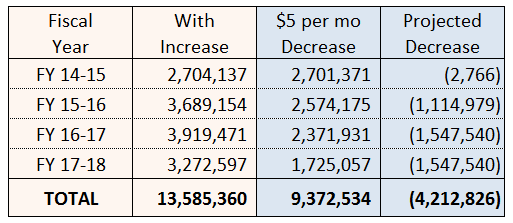 Fiscal Year With Increase $5 per mo Decrease Projected Decrease
FY 14-15 2,704,137 2,701,371 (2,766)
FY 15-16 3,689,154 2,574,175 (1,114,979)
FY 16-17 3,919,471 2,371,931 (1,547,540)
FY 17-18 3,272,597 1,725,057 (1,547,540)
TOTAL 13,585,360 9,372,534 (4,212,826)